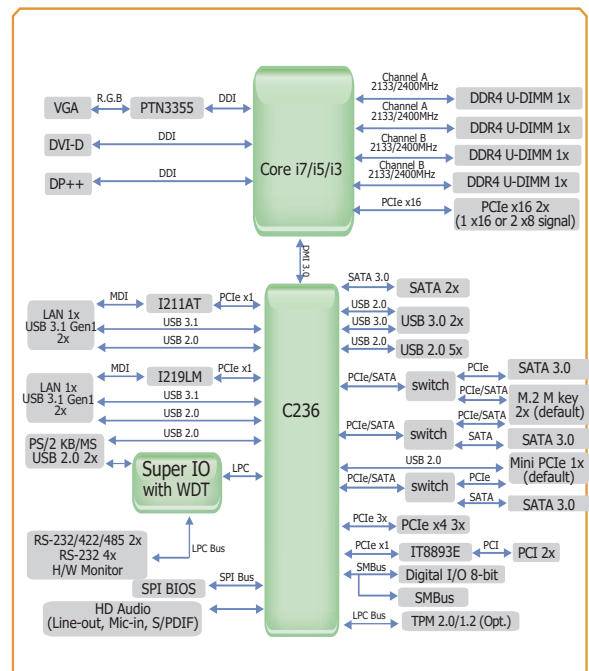 VGA
R.G.B
PTN3355
DDI
DVI-D
DDI
DP++
DDI
Core i7/i5/i3
Channel A
2133/2400MHz
DDR4 U-DIMM 1x
Channel A
2133/2400MHz
DDR4 U-DIMM 1x
Channel B
2133/2400MHz
DDR4 U-DIMM 1x
Channel B
2133/2400MHz
DDR4 U-DIMM 1x
PCIe x16
PCIe x16 2x
(1 x16 or 2 x8 signal)
DMI 3.0
C236
LAN 1x
USB 3.1 Gen1
2x
MDI
I211AT
PCIe x1
USB 3.1
USB 2.0
LAN 1x
USB 3.1 Gen1
2x
MDI
I219LM
PCIe x1
USB 3.1
USB 2.0
PS/2 KB/MS
USB 2.0 2x
USB 2.0
Super IO
with WDT
LPC
RS-232/422/485 2x
RS-232 4x
H/W Monitor
LPC Bus
SPI BIOS
SPI Bus
HD Audio
(Line-out, Mic-in, S/PDIF)
SATA 3.0
SATA 2x
USB 2.0
USB 3.0
USB 3.0 2x
USB 2.0
USB 2.0 5x
PCIe/SATA
switch
PCIe
SATA 3.0
PCIe/SATA
M.2 M key
2x (default)
PCIe/SATA
switch
PCIe/SATA
SATA
SATA 3.0
USB 2.0
Mini PCIe 1x
(default)
PCIe/SATA
switch
PCIe
SATA
SATA 3.0
PCIe 3x
PCIe x4 3x
PCIe x1
IT8893E
PCI
PCI 2x
SMBus
Digital I/O 8-bit
SMBus
LPC Bus
TPM 2.0/1.2 (Opt.)